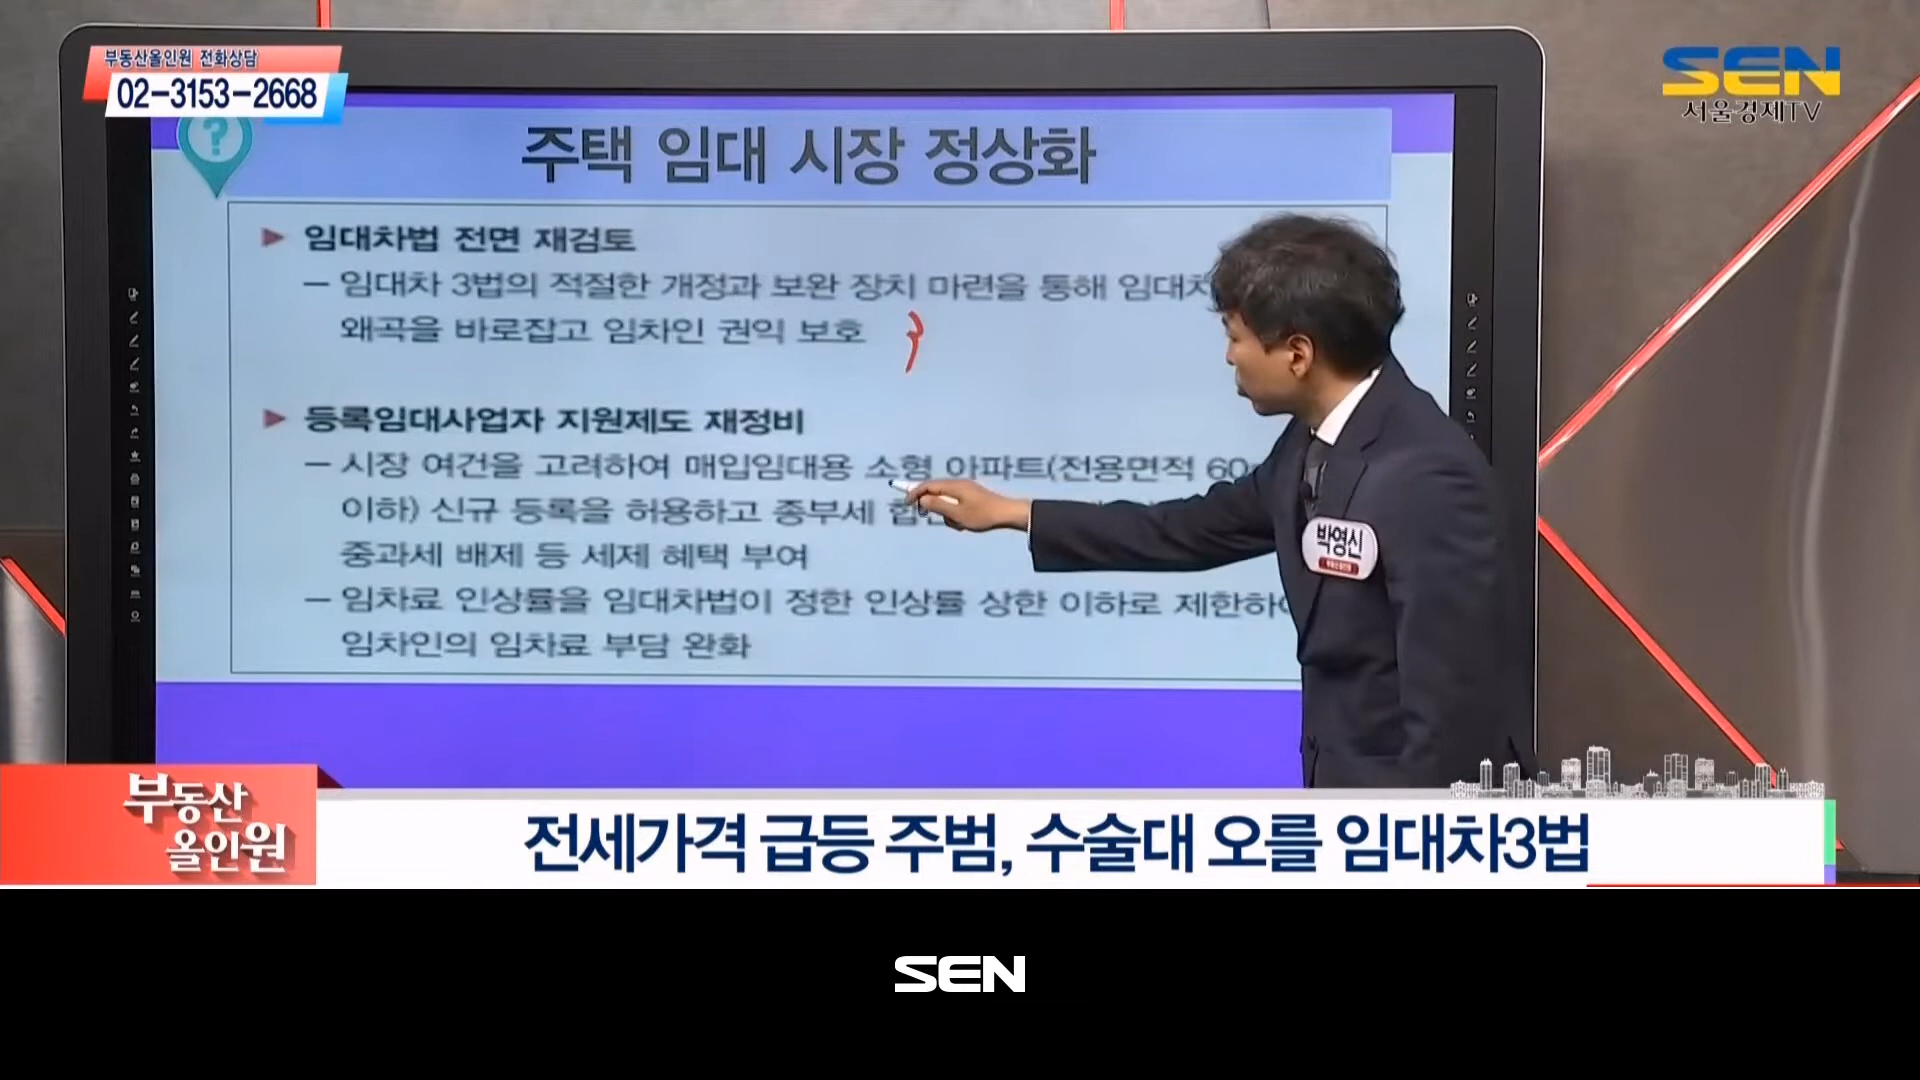 부동산올인원 전화상담
02-3153-2668
SEN
서울경제TV
?
주택 임대 시장 정상화
임대차법 전면 재검토
– 임대차 3법의 적절한 개정과 보완 장치 마련을 통해
왜곡을 바로잡고 임차인 권익 보호
등록임대사업자 지원제도 재정비
– 시장 여건을 고려하여 매입임대용 소형 아파트(전용면적 60
이하) 신규 등록을 허용하고 종부세
중과세 배제 등 세제 혜택 부여
– 임차료 인상률을 임대차법이 정한 인상률 상한 이하로
임차인의 임차료 부담 완화
박영신
부동산
올인원
전세가격 급등 주범, 수술대 오를 임대차3법
SEN